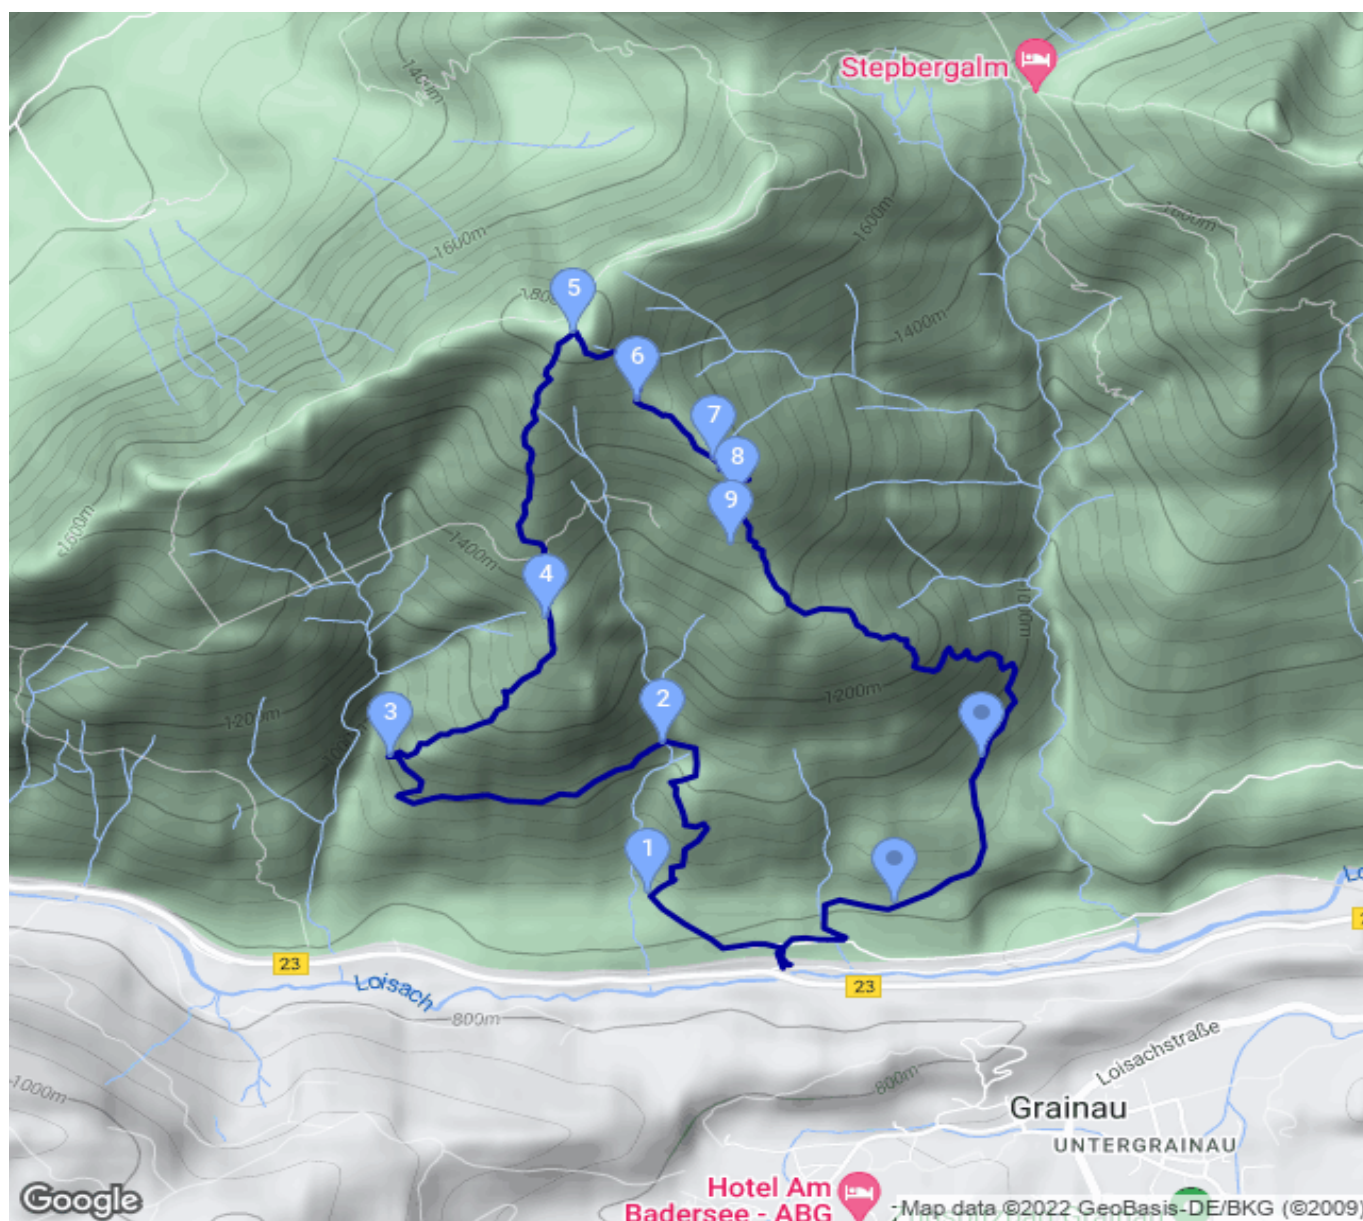 1400m
Stepbergalm
1600m
1600m
1600m
5
1800m
1400m
6
7
8
9
1600m
1400m
4
1000m
2
1200m
3
1200m
1
23
Loisach
23
800m
Loisachstraße
1000m
800m
Grainau
UNTERGRAINAU
Hotel Am
Badersee - ABG
Google
Map data ©2022 GeoBasis-DE/BKG (©2009)